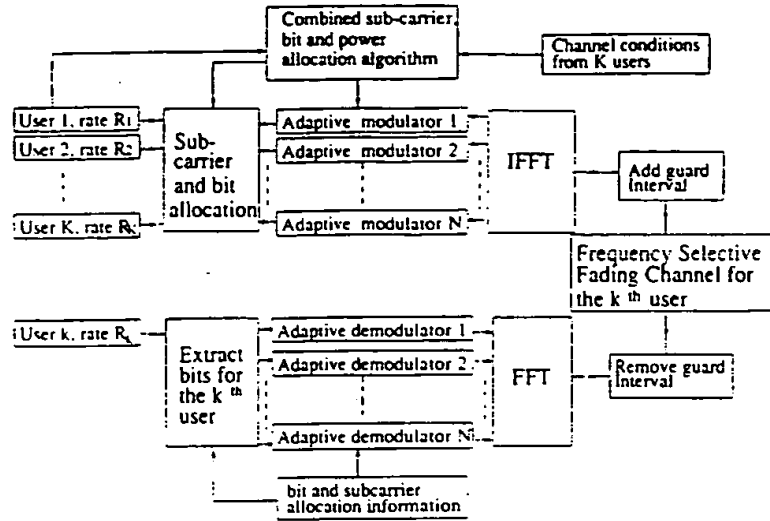 Combined sub-carrier
bit and power
allocation algorithm
Channel conditions
from K users
User 1, rate R1
User 2, rate R2
User K, rate RK
Sub-
carrier
and bit
allocation
Adaptive modulator 1
Adaptive modulator 2
Adaptive modulator N
IFFT
Add guard
Interval
Frequency Selective
Fading Channel for
the k th user
User k, rate Rk
Extract
bits for
the k th
user
Adaptive demodulator 1
Adaptive demodulator 2
Adaptive demodulator N
FFT
Remove guard
Interval
bit and subcarrier
allocation information